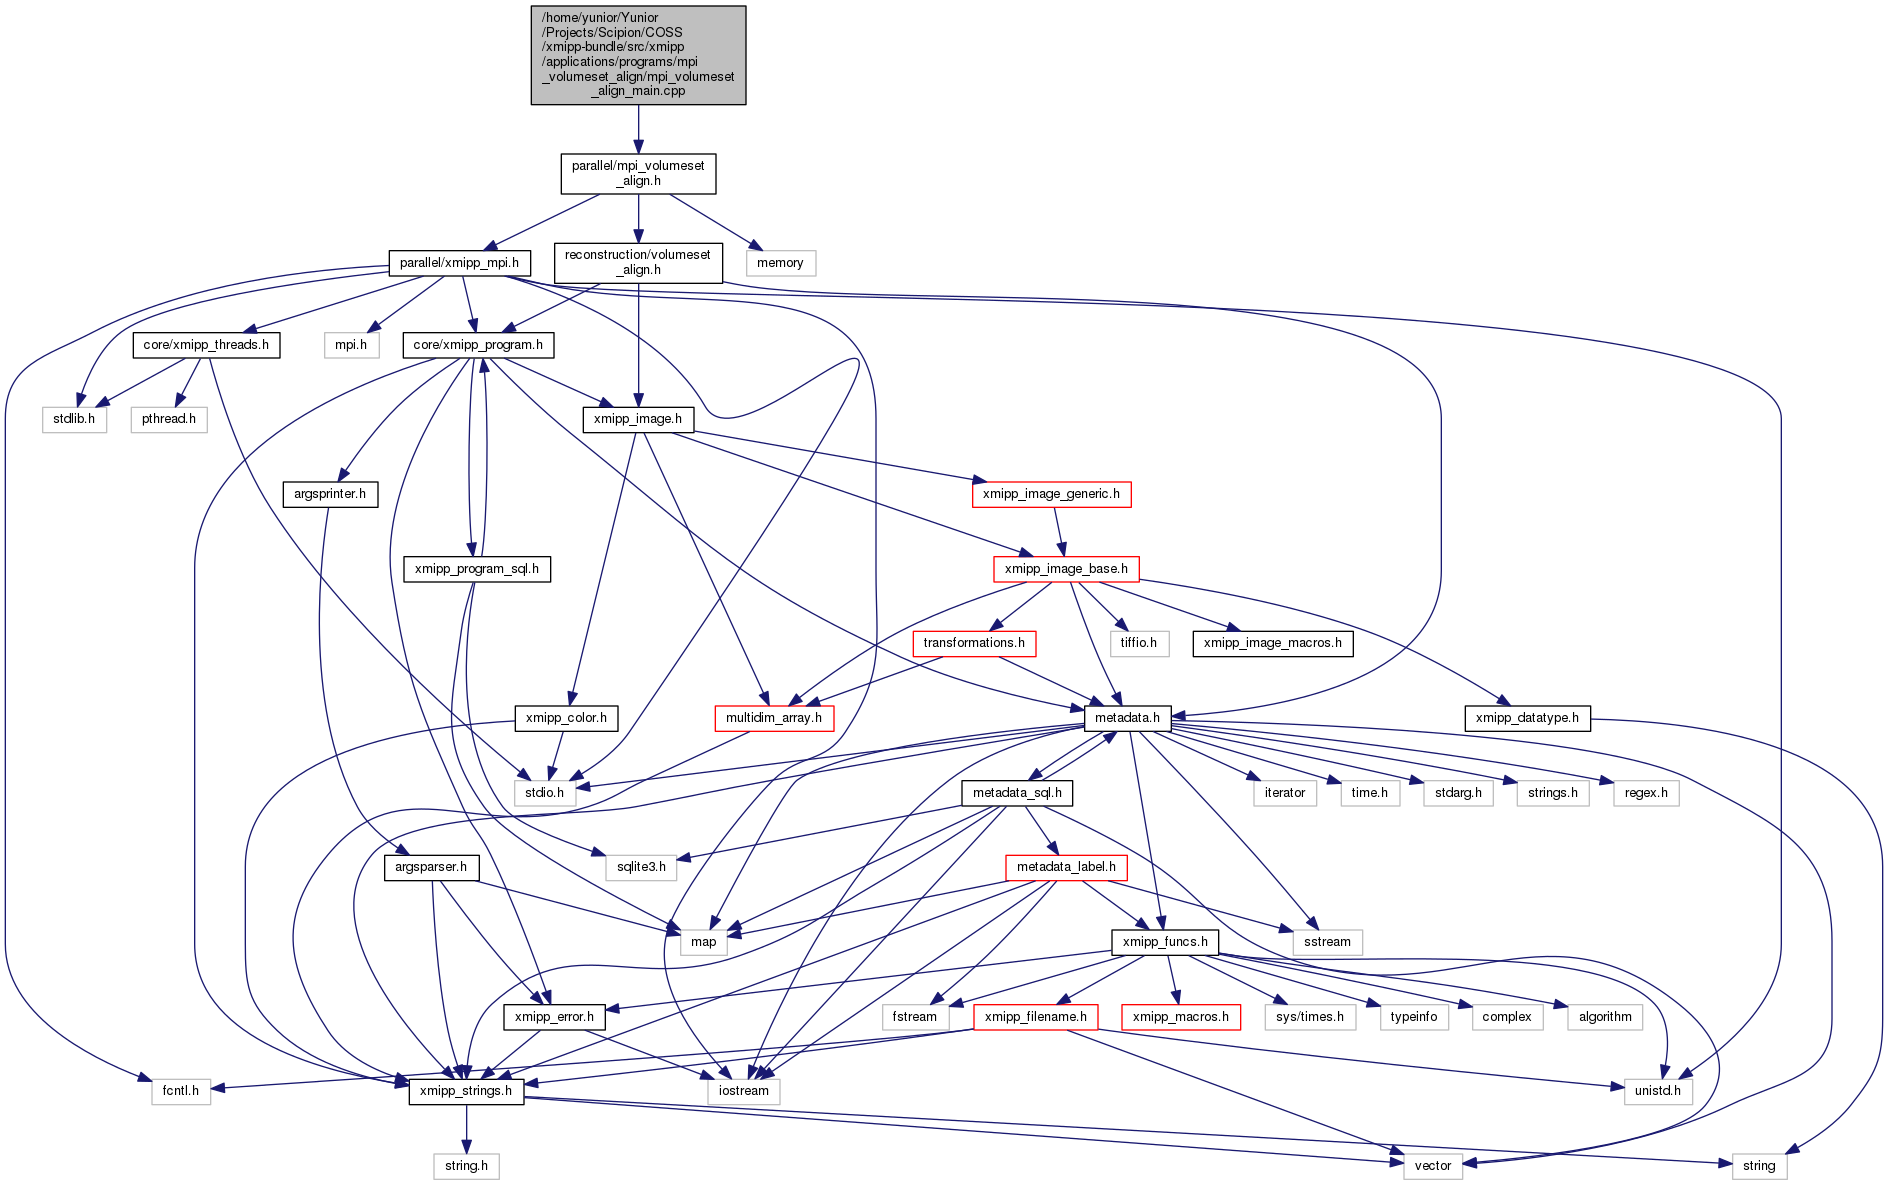 /home/yunior/Yunior
/Projects/Scipion/COSS
/xmipp-bundle/src/xmipp
/applications/programs/mpi
_volumeset_align/mpi_volumeset
_align_main.cpp
parallel/mpi_volumeset
_align.h
parallel/xmipp_mpi.h
reconstruction/volumeset
_align.h
memory
core/xmipp_threads.h
mpi.h
core/xmipp_program.h
stdlib.h
pthread.h
xmipp_image.h
argsprinter.h
xmipp_image_generic.h
xmipp_program_sql.h
xmipp_image_base.h
transformations.h
tiffio.h
xmipp_image_macros.h
xmipp_color.h
multidim_array.h
metadata.h
xmipp_datatype.h
stdio.h
metadata_sql.h
iterator
time.h
stdarg.h
strings.h
regex.h
argsparser.h
sqlite3.h
metadata_label.h
map
xmipp_funcs.h
sstream
xmipp_error.h
fstream
xmipp_filename.h
xmipp_macros.h
sys/times.h
typeinfo
complex
algorithm
fcntl.h
xmipp_strings.h
iostream
unistd.h
string.h
vector
string